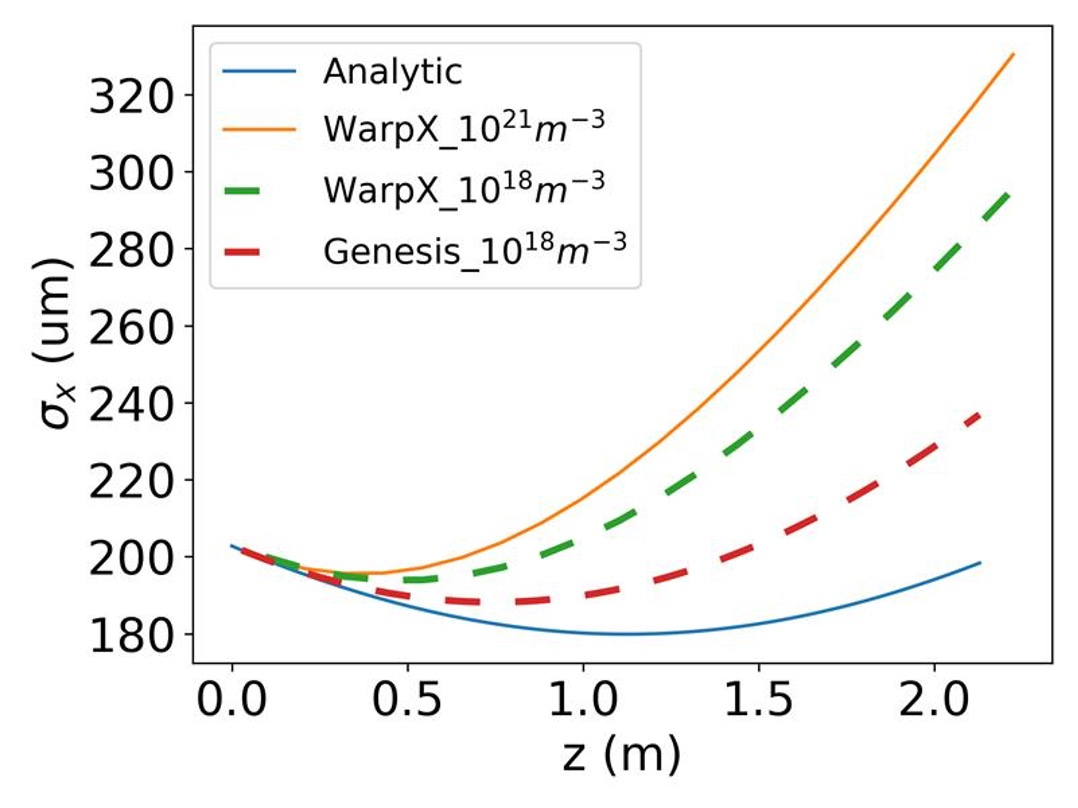 Analytic
WarpX_10²¹m⁻³
WarpX_10¹⁸m⁻³
Genesis_10¹⁸m⁻³
σₓ (um)
320
300
280
260
240
220
200
180
0.0 0.5 1.0 1.5 2.0
z (m)